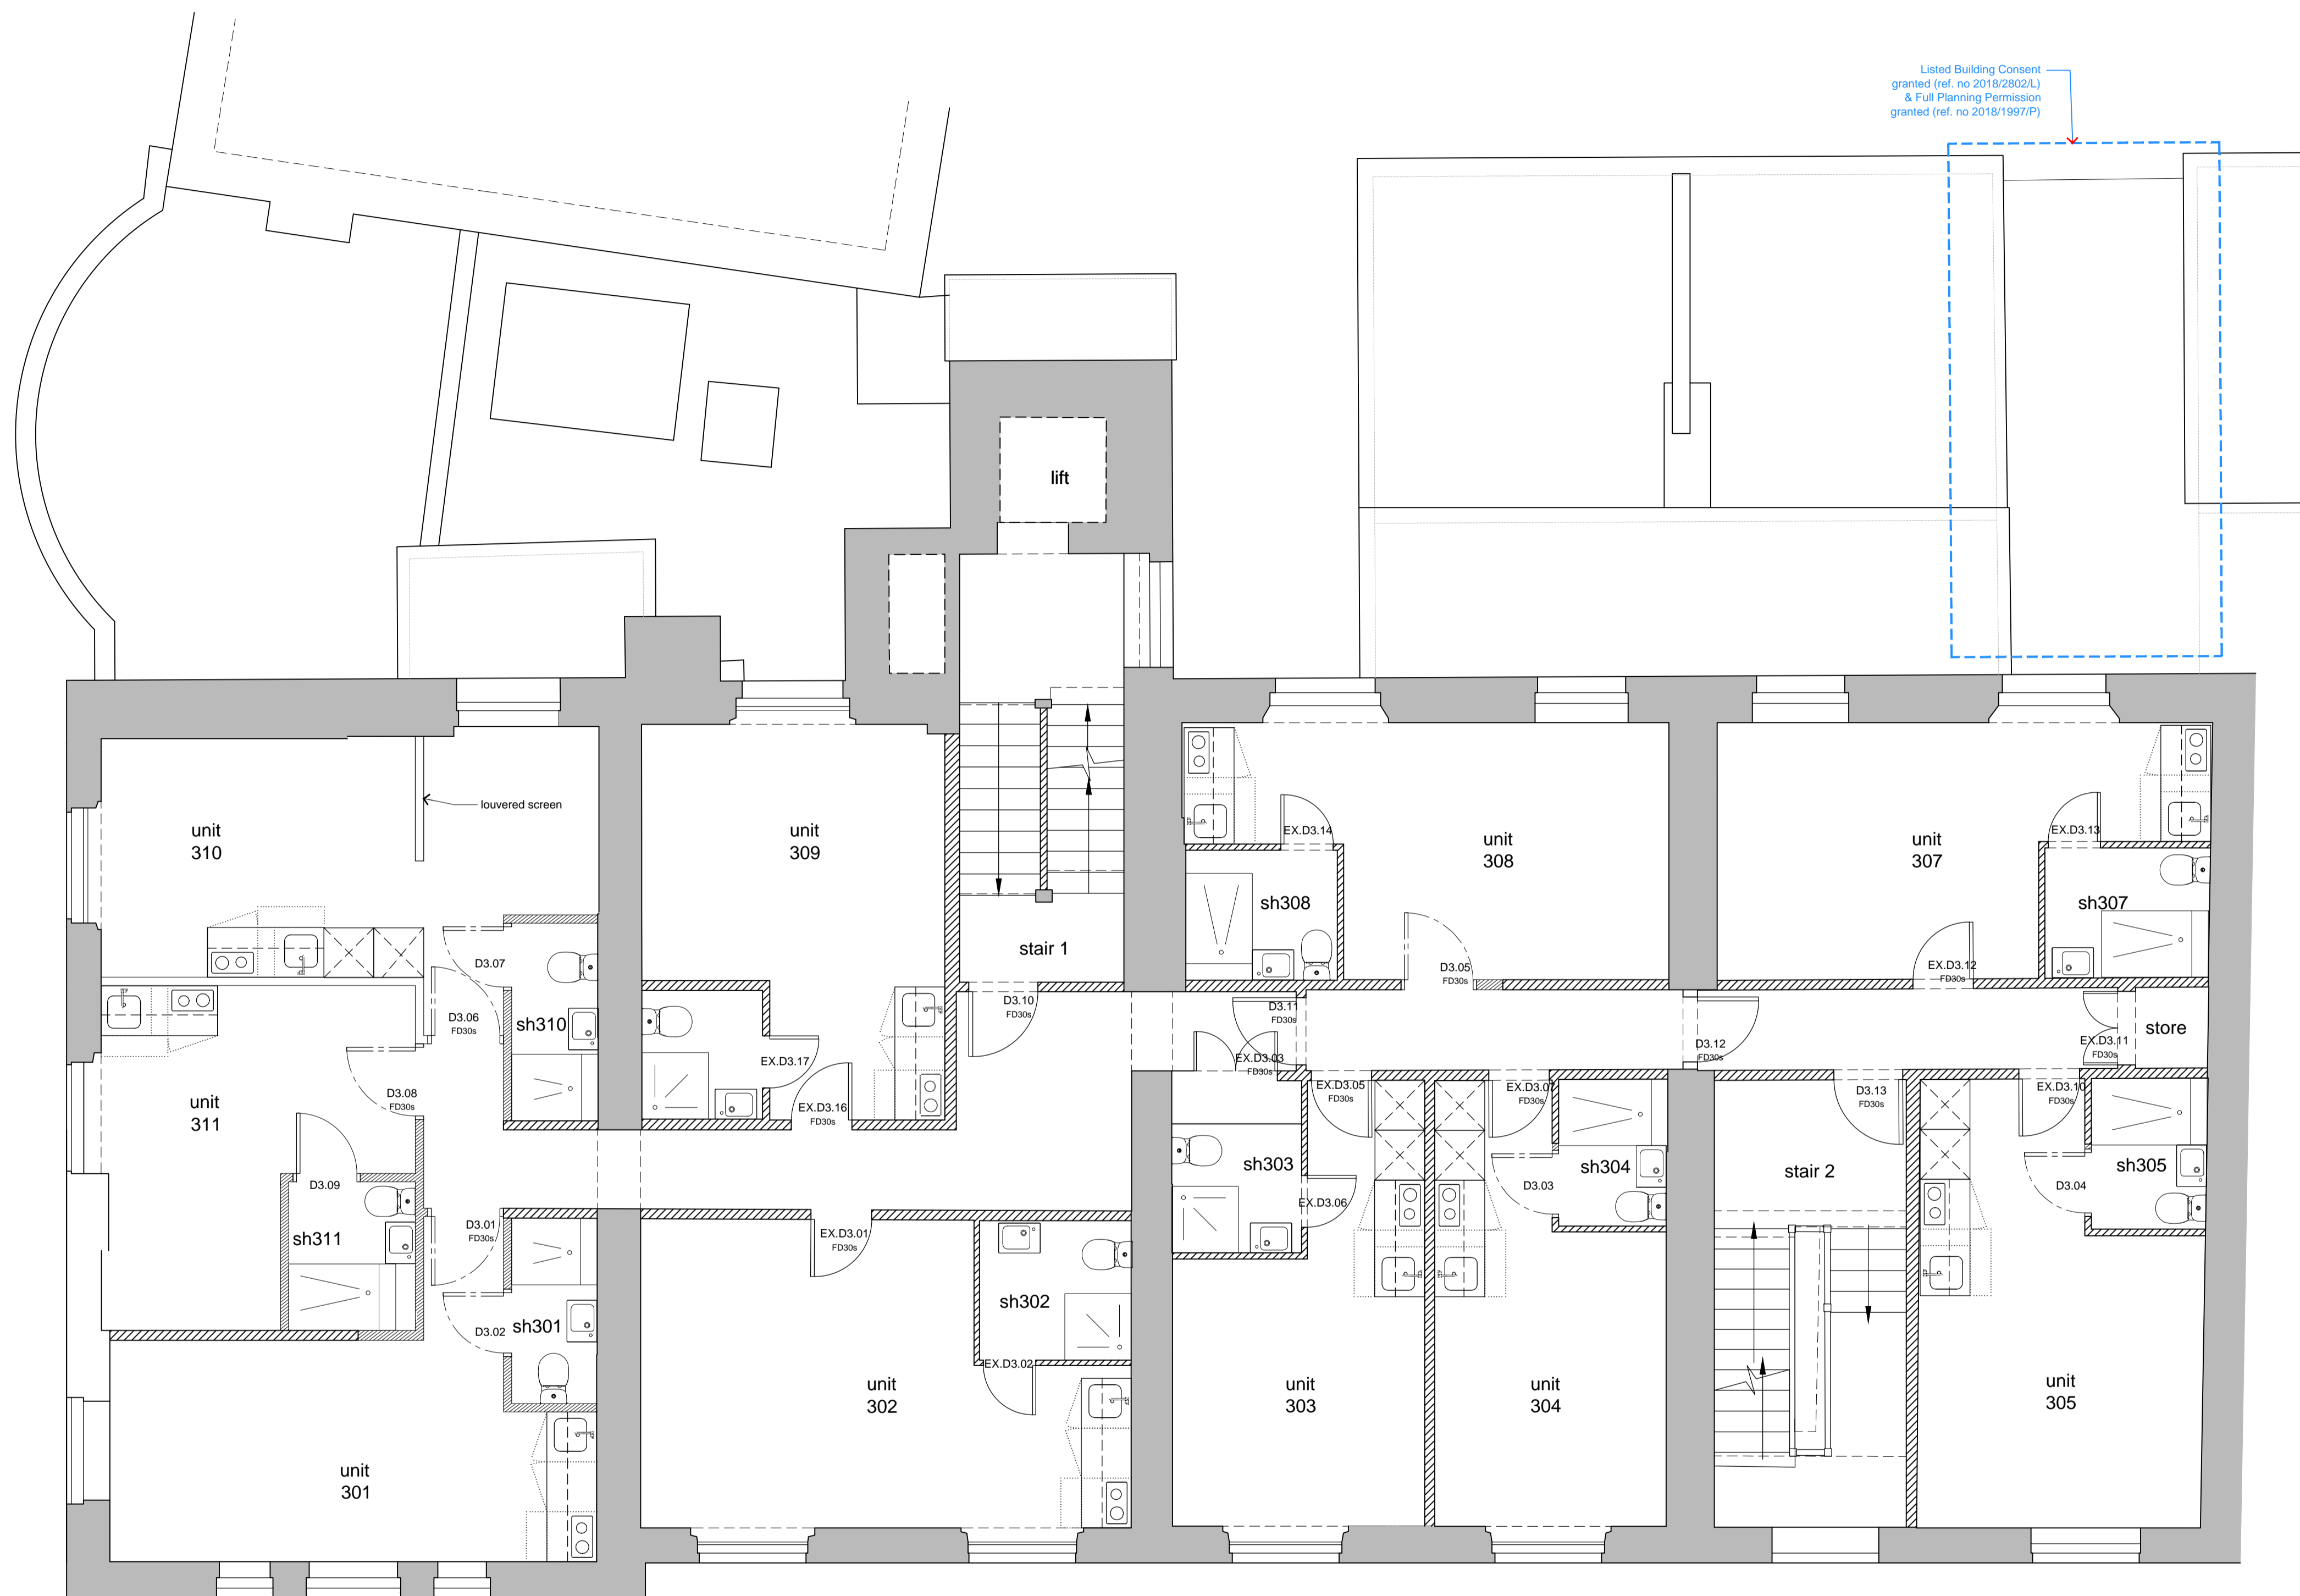 Listed Building Consent
granted (ref. no 2018/2802/L)
& Full Planning Permission
granted (ref. no 2018/1997/P)
lift
louvered screen
unit
310
unit
309
EX.D3.14
unit
308
unit
307
EX.D3.13
sh308
sh307
stair 1
D3.07
D3.05
FD30s
EX.D3.12
FD30s
D3.06
FD30s
sh310
D3.10
FD30s
D3.11
FD30s
store
D3.12
FD30s
EX.D3.11
FD30s
EX.D3.17
EX.D3.03
FD30s
D3.08
FD30s
unit
311
EX.D3.16
FD30s
EX.D3.05
FD30s
EX.D3.07
FD30s
D3.13
FD30s
EX.D3.10
FD30s
sh303
sh304
stair 2
sh305
D3.09
EX.D3.06
D3.03
D3.04
sh311
D3.01
FD30s
EX.D3.01
FD30s
sh302
D3.02
sh301
EX.D3.02
unit
302
unit
303
unit
304
unit
305
unit
301